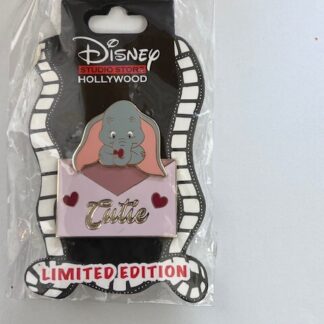 Disney
STUDIO STORE
HOLLYWOOD
Cutie
LIMITED EDITION